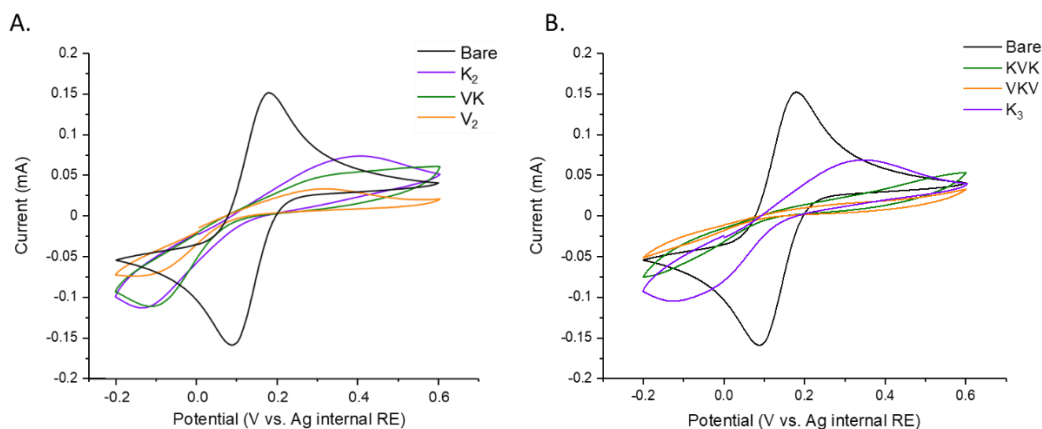 A.
0.2
0.15
0.1
0.05
0
-0.05
-0.1
-0.15
-0.2
Current (mA)
-0.2
0.0
0.2
0.4
0.6
Potential (V vs. Ag internal RE)
Bare
K₂
VK
V₂
B.
0.2
0.15
0.1
0.05
0
-0.05
-0.1
-0.15
-0.2
Current (mA)
-0.2
0.0
0.2
0.4
0.6
Potential (V vs. Ag internal RE)
Bare
KVK
VKV
K₃